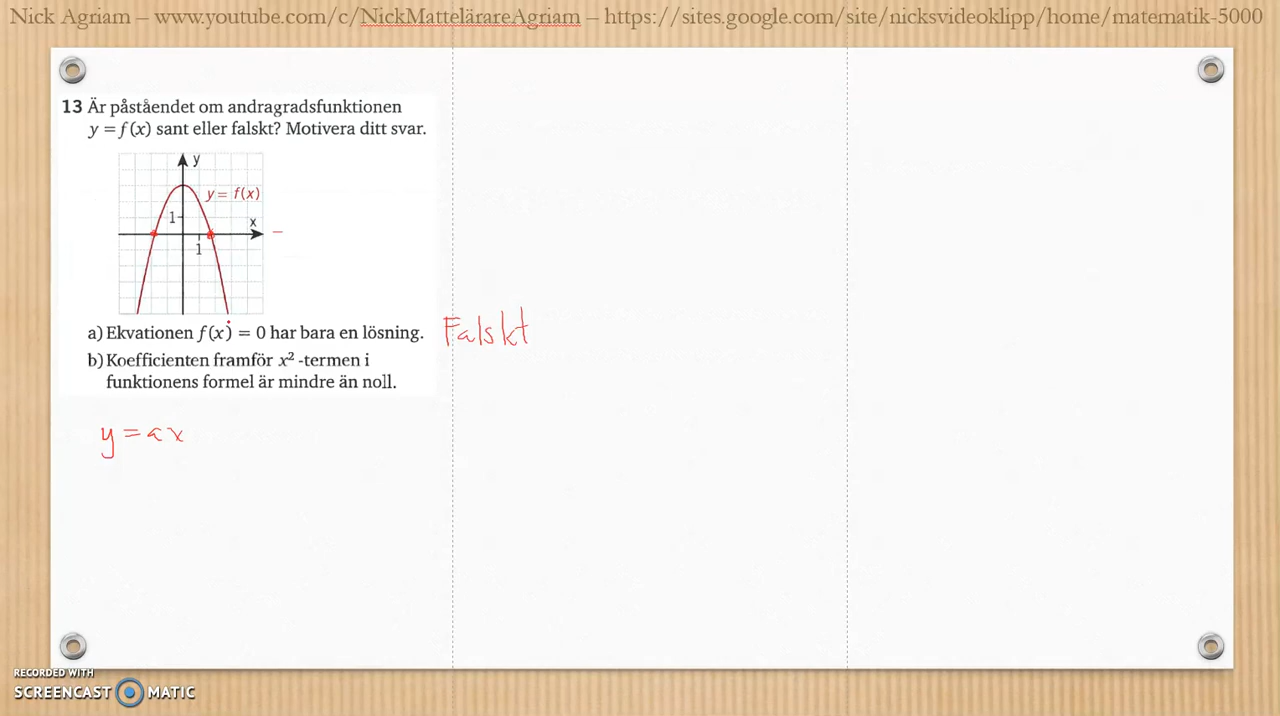 Nick Agriam – www.youtube.com/c/NickMattelärareAgriam – https://sites.google.com/site/nicksvideoklipp/home/matematik-5000
13 Är påståendet om andragradsfunktionen
y = f(x) sant eller falskt? Motivera ditt svar.
y
y = f(x)
1
x
1
a) Ekvationen f(x) = 0 har bara en lösning. Falskt
b) Koefficienten framför x² -termen i
funktionens formel är mindre än noll.
y = ax
RECORDED WITH
SCREENCAST MATIC